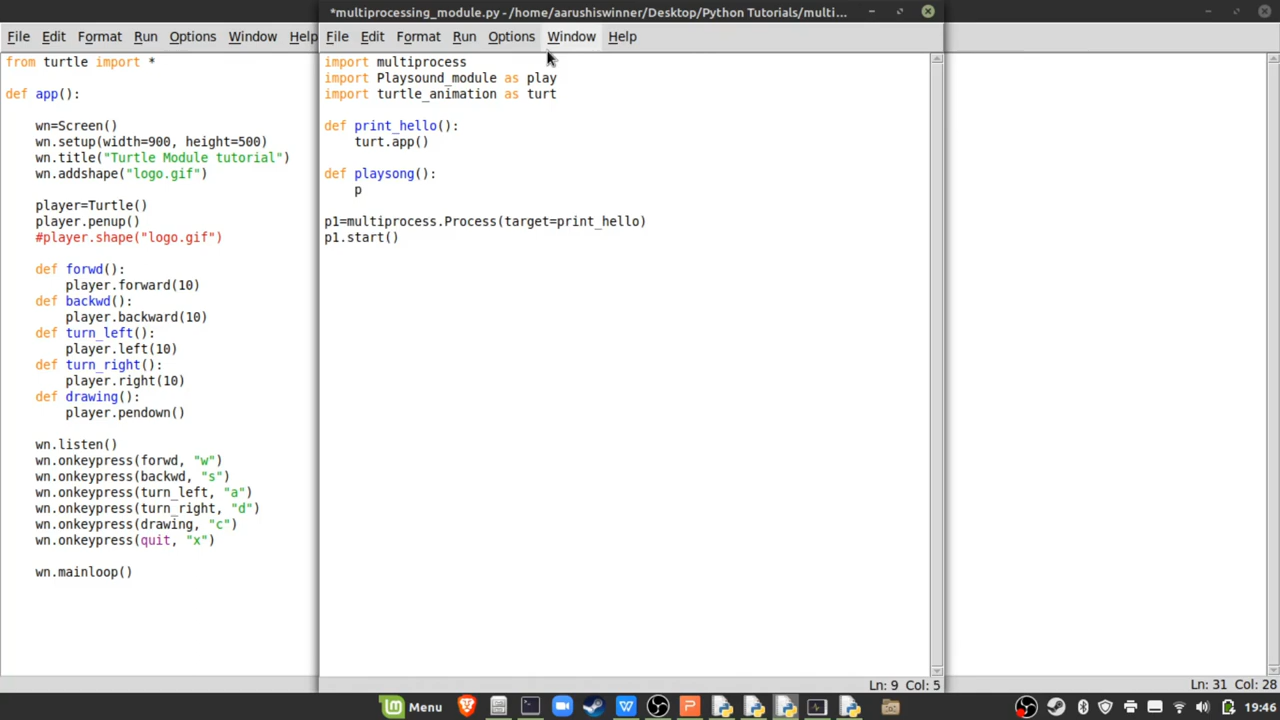 *multiprocessing_module.py - /home/aarushiswinner/Desktop/Python Tutorials/multi...
File Edit Format Run Options Window Help
from turtle import *
def app():
wn=Screen()
wn.setup(width=900, height=500)
wn.title("Turtle Module tutorial")
wn.addshape("logo.gif")
player=Turtle()
player.penup()
#player.shape("logo.gif")
def forwd():
player.forward(10)
def backwd():
player.backward(10)
def turn_left():
player.left(10)
def turn_right():
player.right(10)
def drawing():
player.pendown()
wn.listen()
wn.onkeypress(forwd, "w")
wn.onkeypress(backwd, "s")
wn.onkeypress(turn_left, "a")
wn.onkeypress(turn_right, "d")
wn.onkeypress(drawing, "c")
wn.onkeypress(quit, "x")
wn.mainloop()
File Edit Format Run Options Window Help
import multiprocess
import Playsound_module as play
import turtle_animation as turt
def print_hello():
turt.app()
def playsong():
p
p1=multiprocess.Process(target=print_hello)
p1.start()
Ln: 9 Col: 5
Ln: 31 Col: 28
Menu
19:46